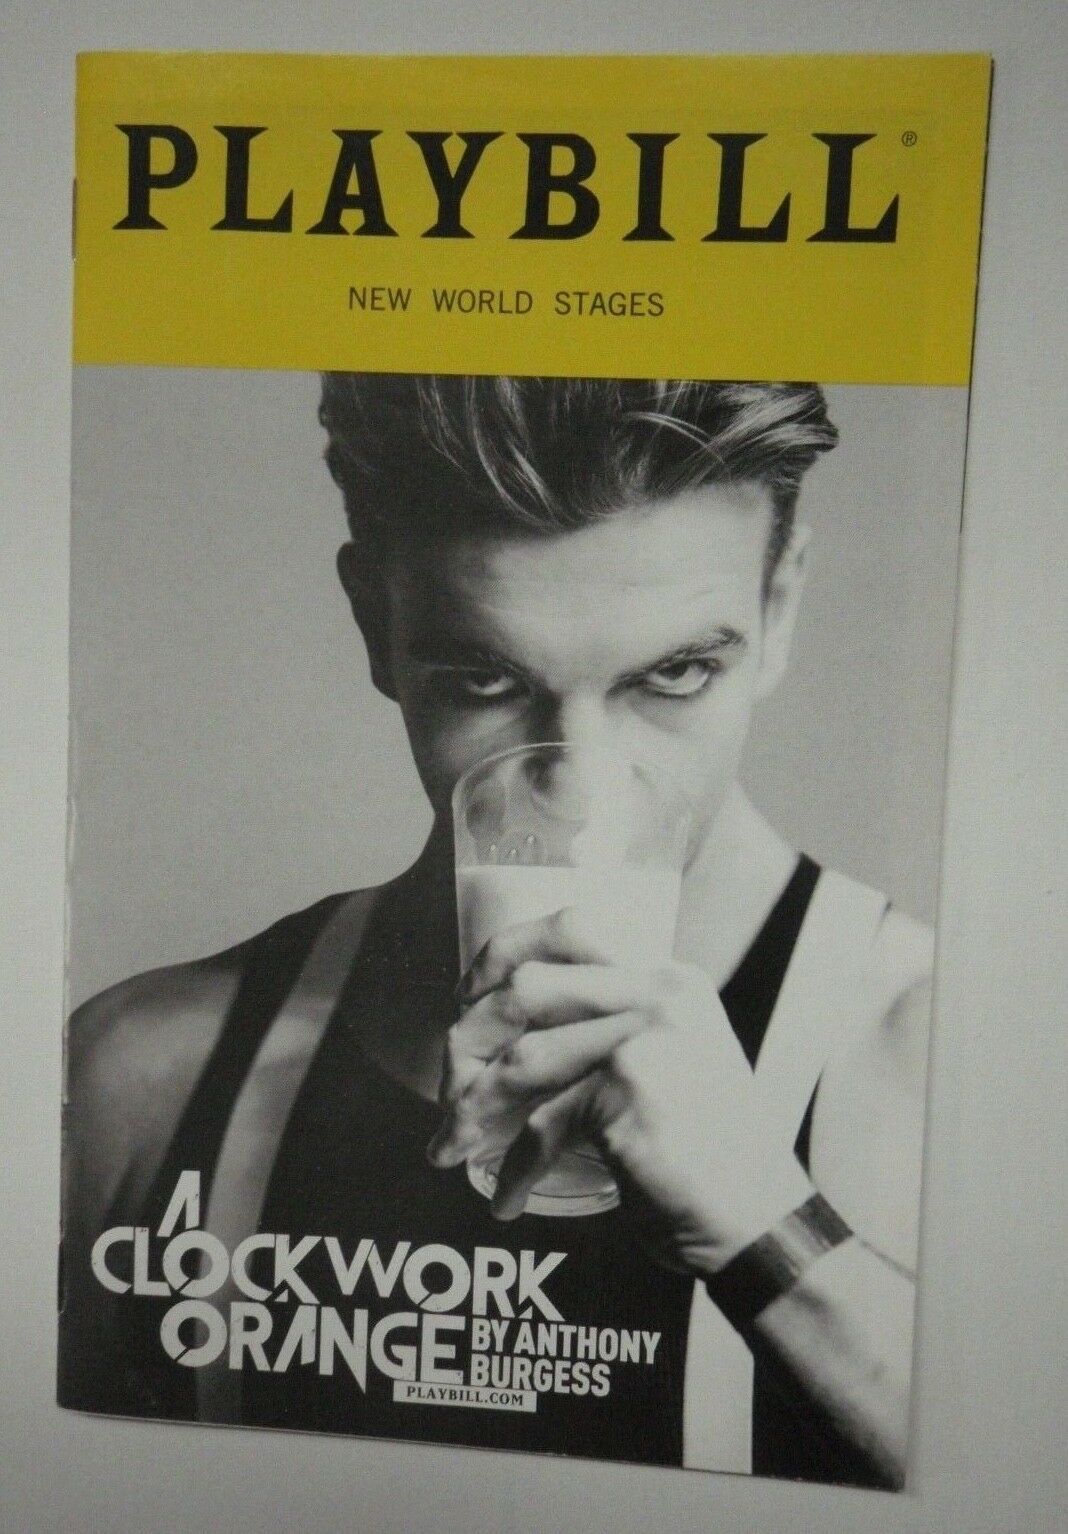 PLAYBILL®
NEW WORLD STAGES
A
CLOCKWORK
ORANGE BY ANTHONY
BURGESS
PLAYBILL.COM